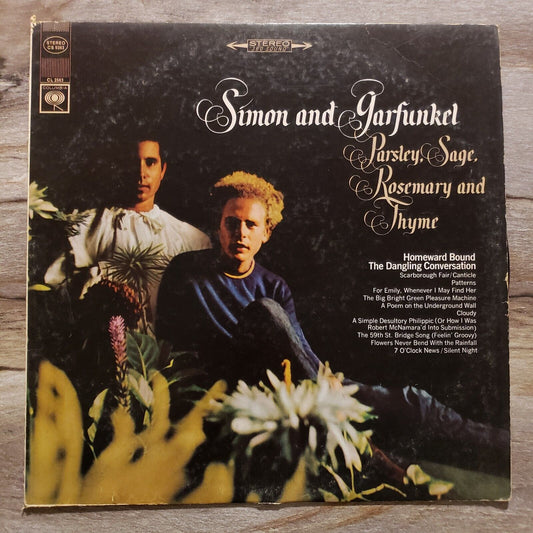 STEREO
CS 9363
CL 2563
COLUMBIA
STEREO
Simon and Garfunkel
Parsley, Sage,
Rosemary and
Thyme
Homeward Bound
The Dangling Conversation
Scarborough Fair/Canticle
Patterns
For Emily, Whenever I May Find Her
The Big Bright Green Pleasure Machine
A Poem on the Underground Wall
Cloudy
A Simple Desultory Philippic (Or How I Was
Robert McNamara'd Into Submission)
The 59th St. Bridge Song (Feelin' Groovy)
Flowers Never Bend With the Rainfall
7 O'Clock News/Silent Night